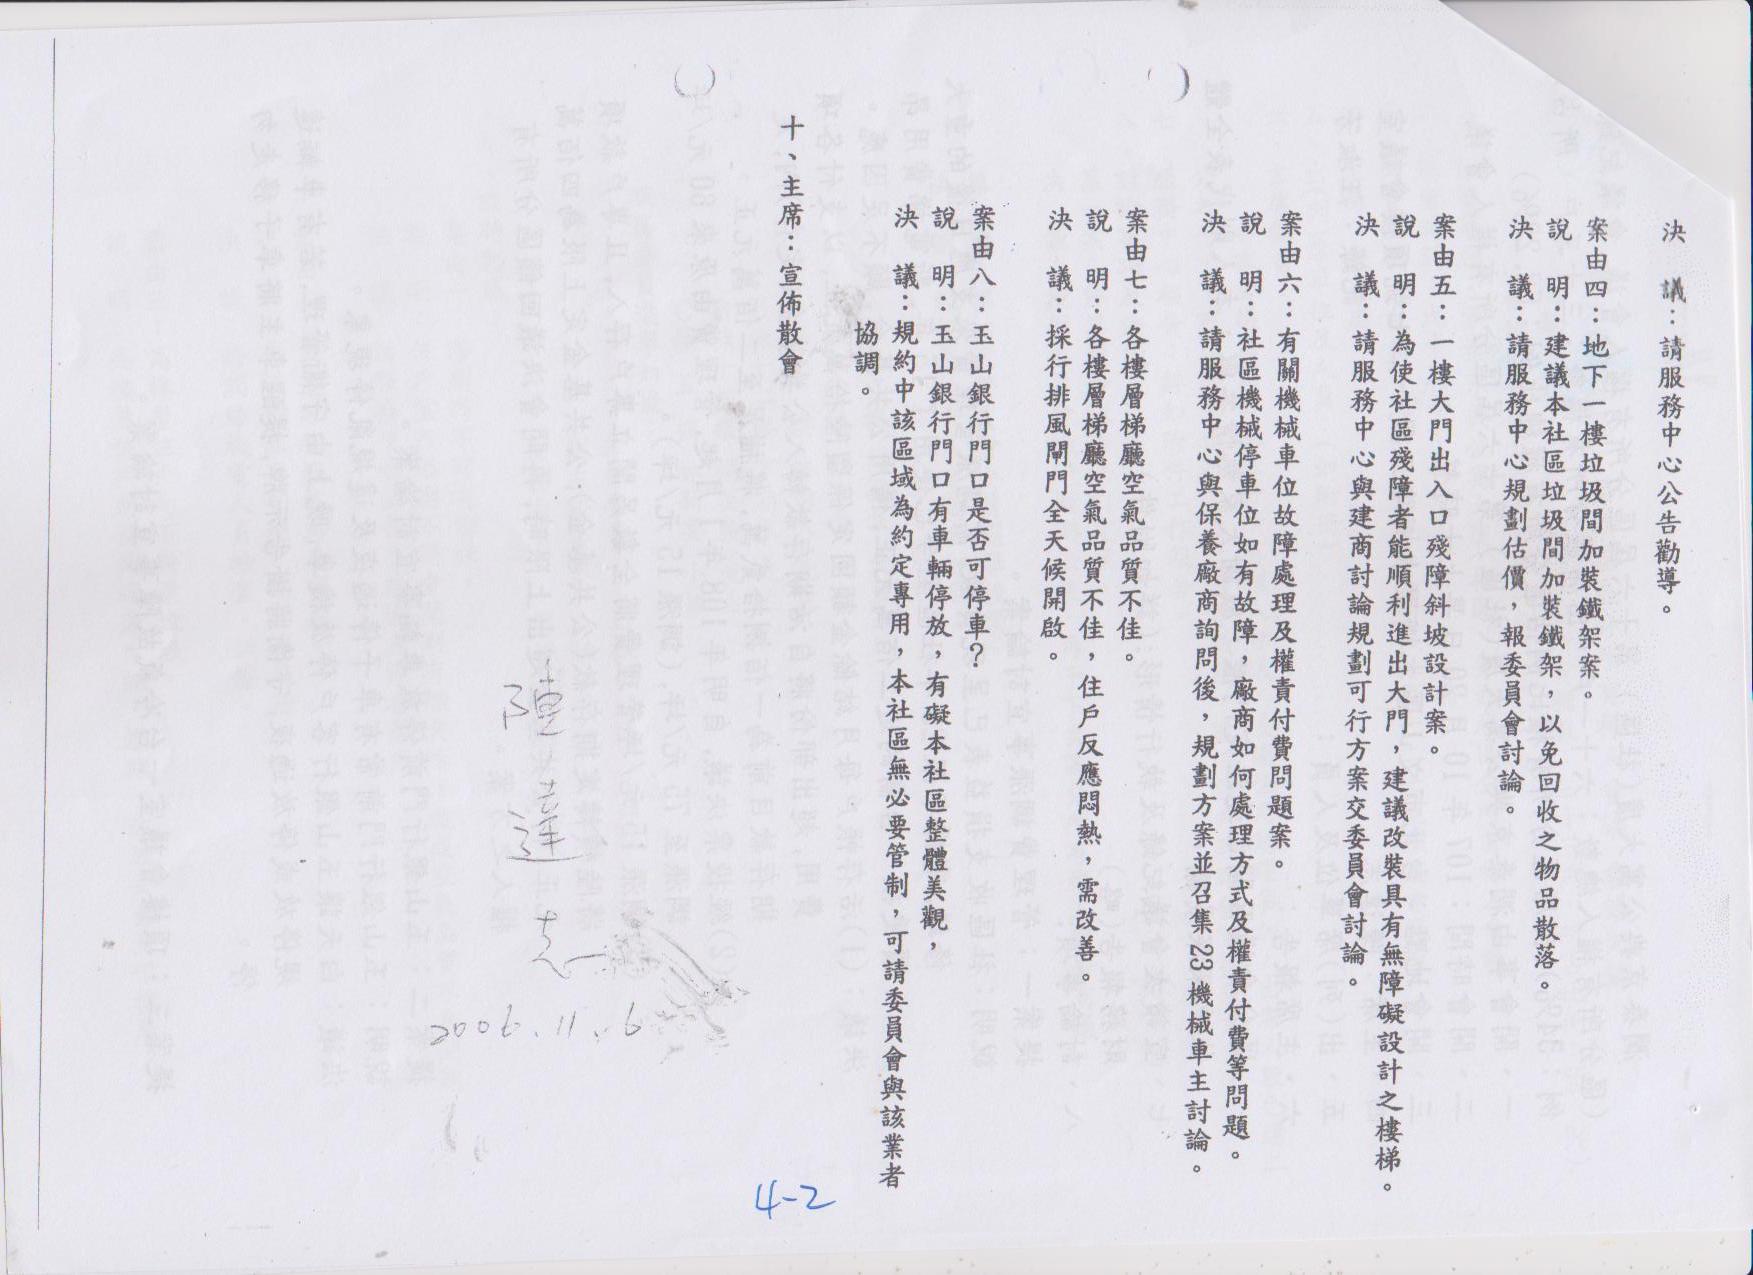 決　　議：請服務中心公告勸導。
案由四：地下一樓垃圾間加裝鐵架案。
說　　明：建議本社區垃圾間加裝鐵架，以免回收之物品散落。
決　　議：請服務中心規劃估價，報委員會討論。
案由五：一樓大門出入口殘障斜坡設計案。
說　　明：為使社區殘障者能順利進出大門，建議改裝具有無障礙設計之樓梯。
決　　議：請服務中心與建商討論規劃可行方案交委員會討論。
案由六：有關機械車位故障處理及權責付費問題案。
說　　明：社區機械停車位如有故障，廠商如何處理方式及權責付費等問題。
決　　議：請服務中心與保養廠商詢問後，規劃方案並召集23機械車主討論。
案由七：各樓層梯廳空氣品質不佳。
說　　明：各樓層梯廳空氣品質不佳，住戶反應悶熱，需改善。
決　　議：採行排風閘門全天候開啟。
案由八：玉山銀行門口是否可停車？
說　　明：玉山銀行門口有車輛停放，有礙本社區整體美觀，
決　　議：規約中該區域為約定專用，本社區無必要管制，可請委員會與該業者
協調。
十、主席：宣佈散會
2006.11.6
4-2